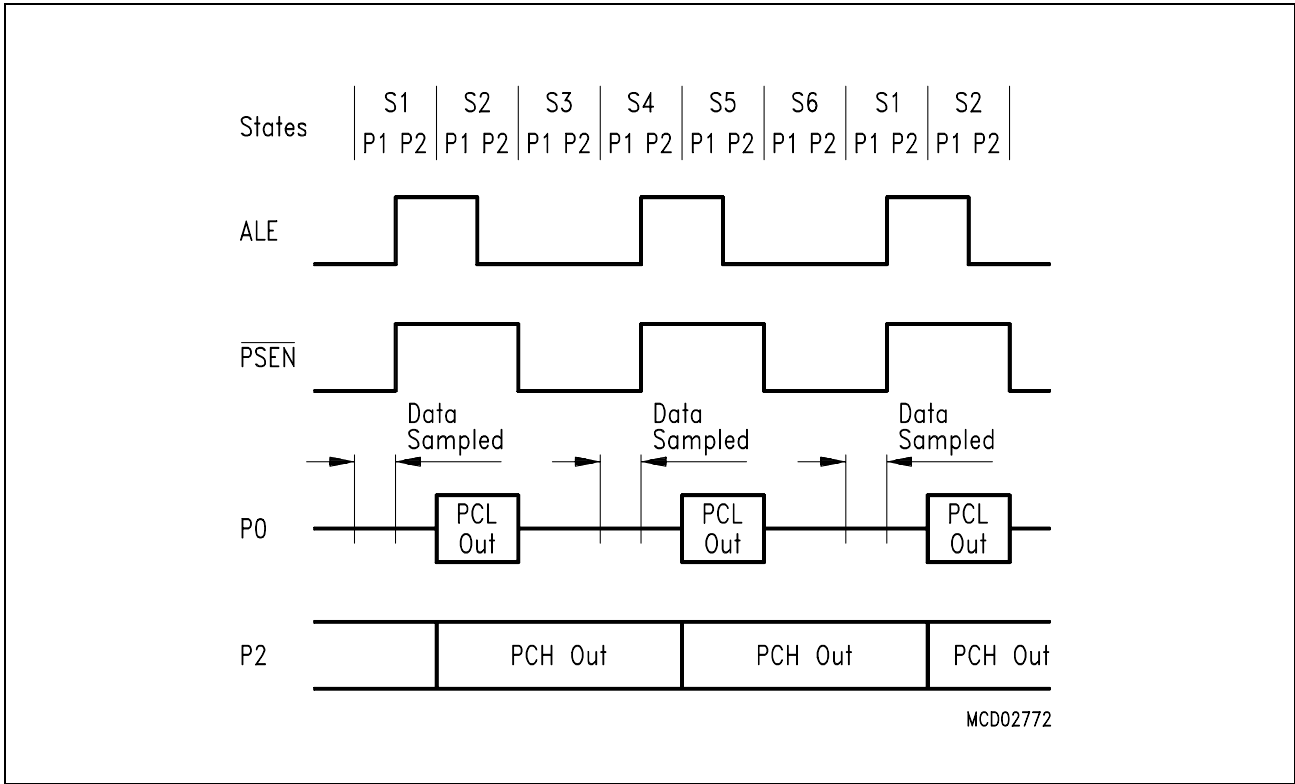 States
S1 S2 S3 S4 S5 S6 S1 S2
P1 P2 P1 P2 P1 P2 P1 P2 P1 P2 P1 P2 P1 P2 P1 P2
ALE
PSEN
Data Sampled
Data Sampled
Data Sampled
P0
PCL Out
PCL Out
PCL Out
P2
PCH Out
PCH Out
PCH Out
MCD02772